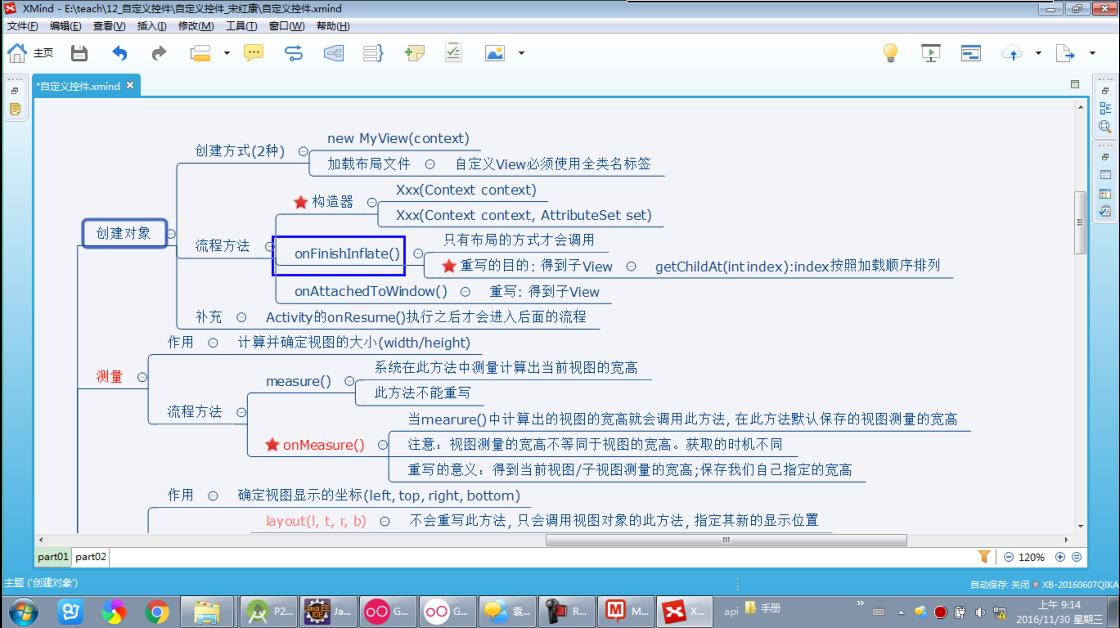 XMind - E:\teach\12_自定义控件\自定义控件_宋红康\自定义控件.xmind
文件(F) 编辑(E) 查看(V) 插入(I) 修改(M) 工具(T) 窗口(W) 帮助(H)
主页
*自定义控件.xmind
new MyView(context)
创建方式(2种)
加载布局文件 自定义View必须使用全类名标签
Xxx(Context context)
构造器
Xxx(Context context, AttributeSet set)
创建对象
只有布局的方式才会调用
流程方法
onFinishInflate()
重写的目的: 得到子View getChildAt(int index):index按照加载顺序排列
onAttachedToWindow() 重写: 得到子View
补充 Activity的onResume()执行之后才会进入后面的流程
作用 计算并确定视图的大小(width/height)
系统在此方法中测量计算出当前视图的宽高
测量
measure()
此方法不能重写
流程方法
当mearure()中计算出的视图的宽高就会调用此方法, 在此方法默认保存的视图测量的宽高
onMeasure()
注意: 视图测量的宽高不等同于视图的宽高。获取的时机不同
重写的意义: 得到当前视图/子视图测量的宽高;保存我们自己指定的宽高
作用 确定视图显示的坐标(left, top, right, bottom)
layout(l, t, r, b) 不会重写此方法, 只会调用视图对象的此方法, 指定其新的显示位置
part01 part02
120%
主题 ('创建对象')
自动保存: 关闭 XB-20160607QIKA
P2... Ja... G... G... 袁... R... M... X... api 手册
上午 9:14
2016/11/30 星期三